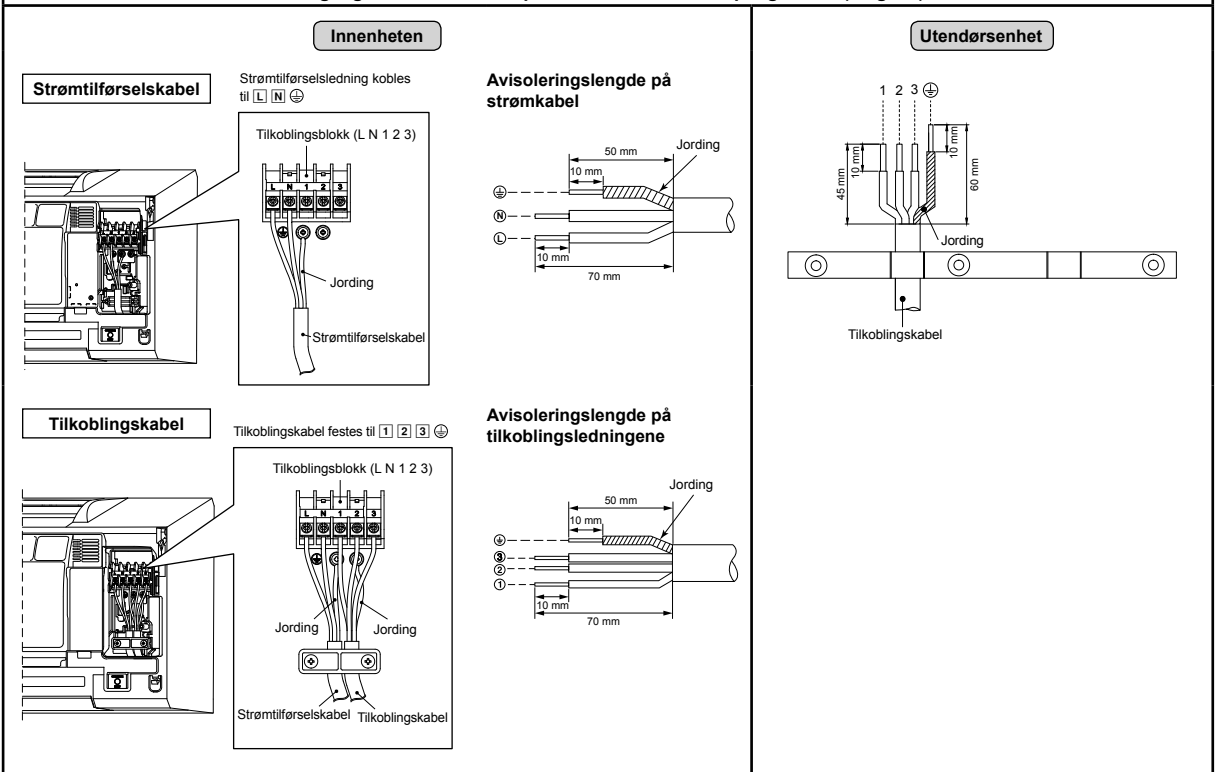 Innenheten
Strømtilførselskabel
Strømtilførselsledning kobles
til L N ⏚
Tilkoblingsblokk (L N 1 2 3)
L N 1 2 3
Jording
Strømtilførselskabel
Avisoleringslengde på
strømkabel
Jording
50 mm
10 mm
⏚
N
L
10 mm
70 mm
Tilkoblingskabel
Tilkoblingskabel festes til 1 2 3 ⏚
Tilkoblingsblokk (L N 1 2 3)
L N 1 2 3
Jording
Jording
Strømtilførselskabel
Tilkoblingskabel
Avisoleringslengde på
tilkoblingsledningene
Jording
50 mm
10 mm
⏚
3
2
1
10 mm
70 mm
Utendørsenhet
1 2 3 ⏚
10 mm
45 mm
10 mm
60 mm
Jording
Tilkoblingskabel